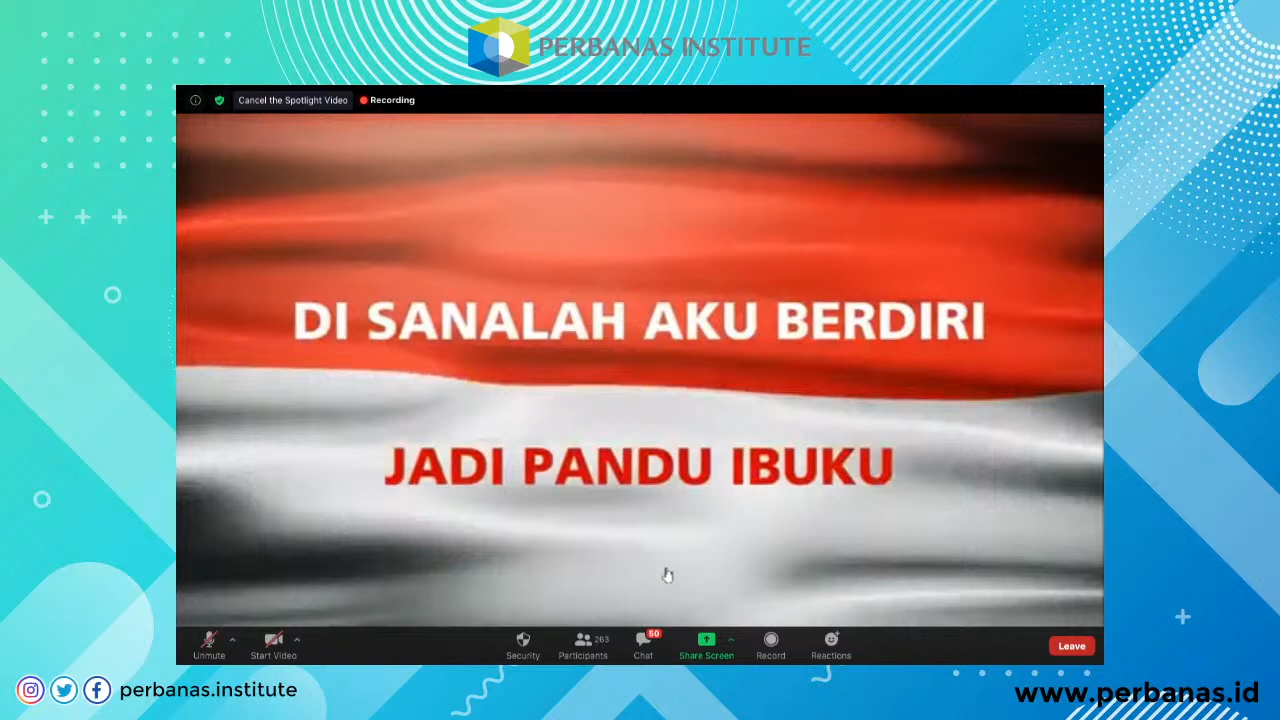 PERBANAS INSTITUTE
Cancel the Spotlight Video
Recording
DI SANALAH AKU BERDIRI
JADI PANDU IBUKU
Unmute
Start Video
Security
263
Participants
50
Chat
Share Screen
Record
Reactions
Leave
perbanas.institute
www.perbanas.id